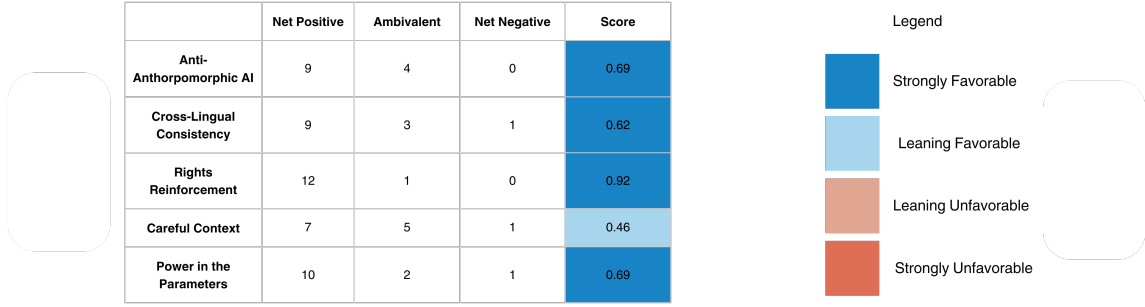 Net Positive Ambivalent Net Negative Score
Anti-
Anthorpomorphic AI 9 4 0 0.69
Cross-Lingual
Consistency 9 3 1 0.62
Rights
Reinforcement 12 1 0 0.92
Careful Context 7 5 1 0.46
Power in the
Parameters 10 2 1 0.69
Legend
Strongly Favorable
Leaning Favorable
Leaning Unfavorable
Strongly Unfavorable